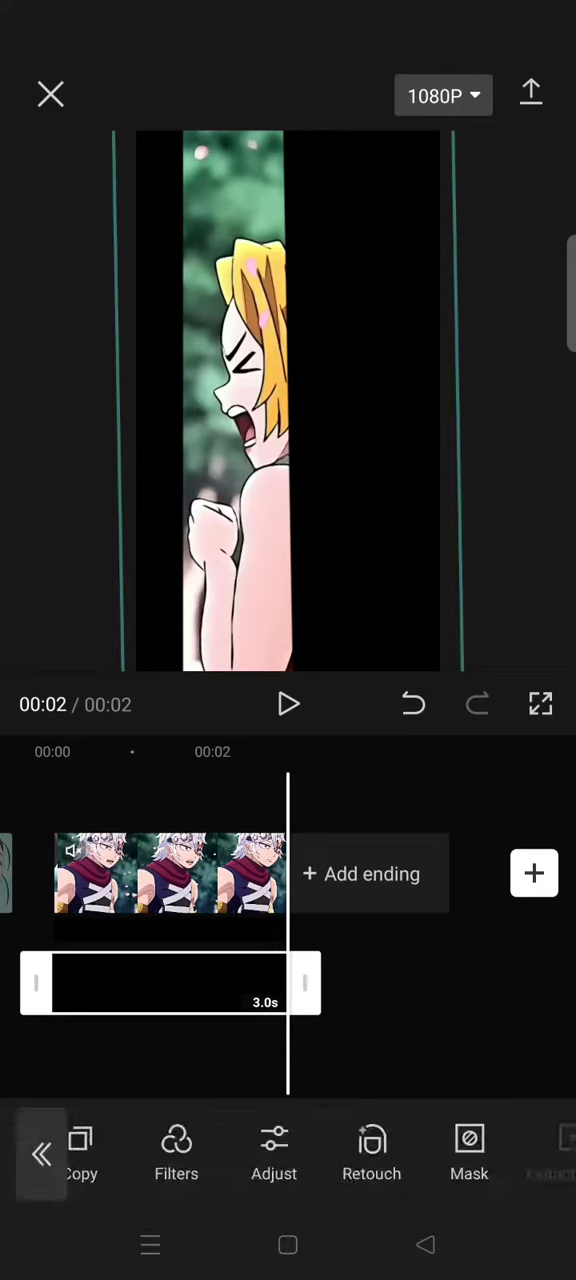 1080P
00:02 / 00:02
00:00
00:02
+ Add ending
3.0s
Copy
Filters
Adjust
Retouch
Mask